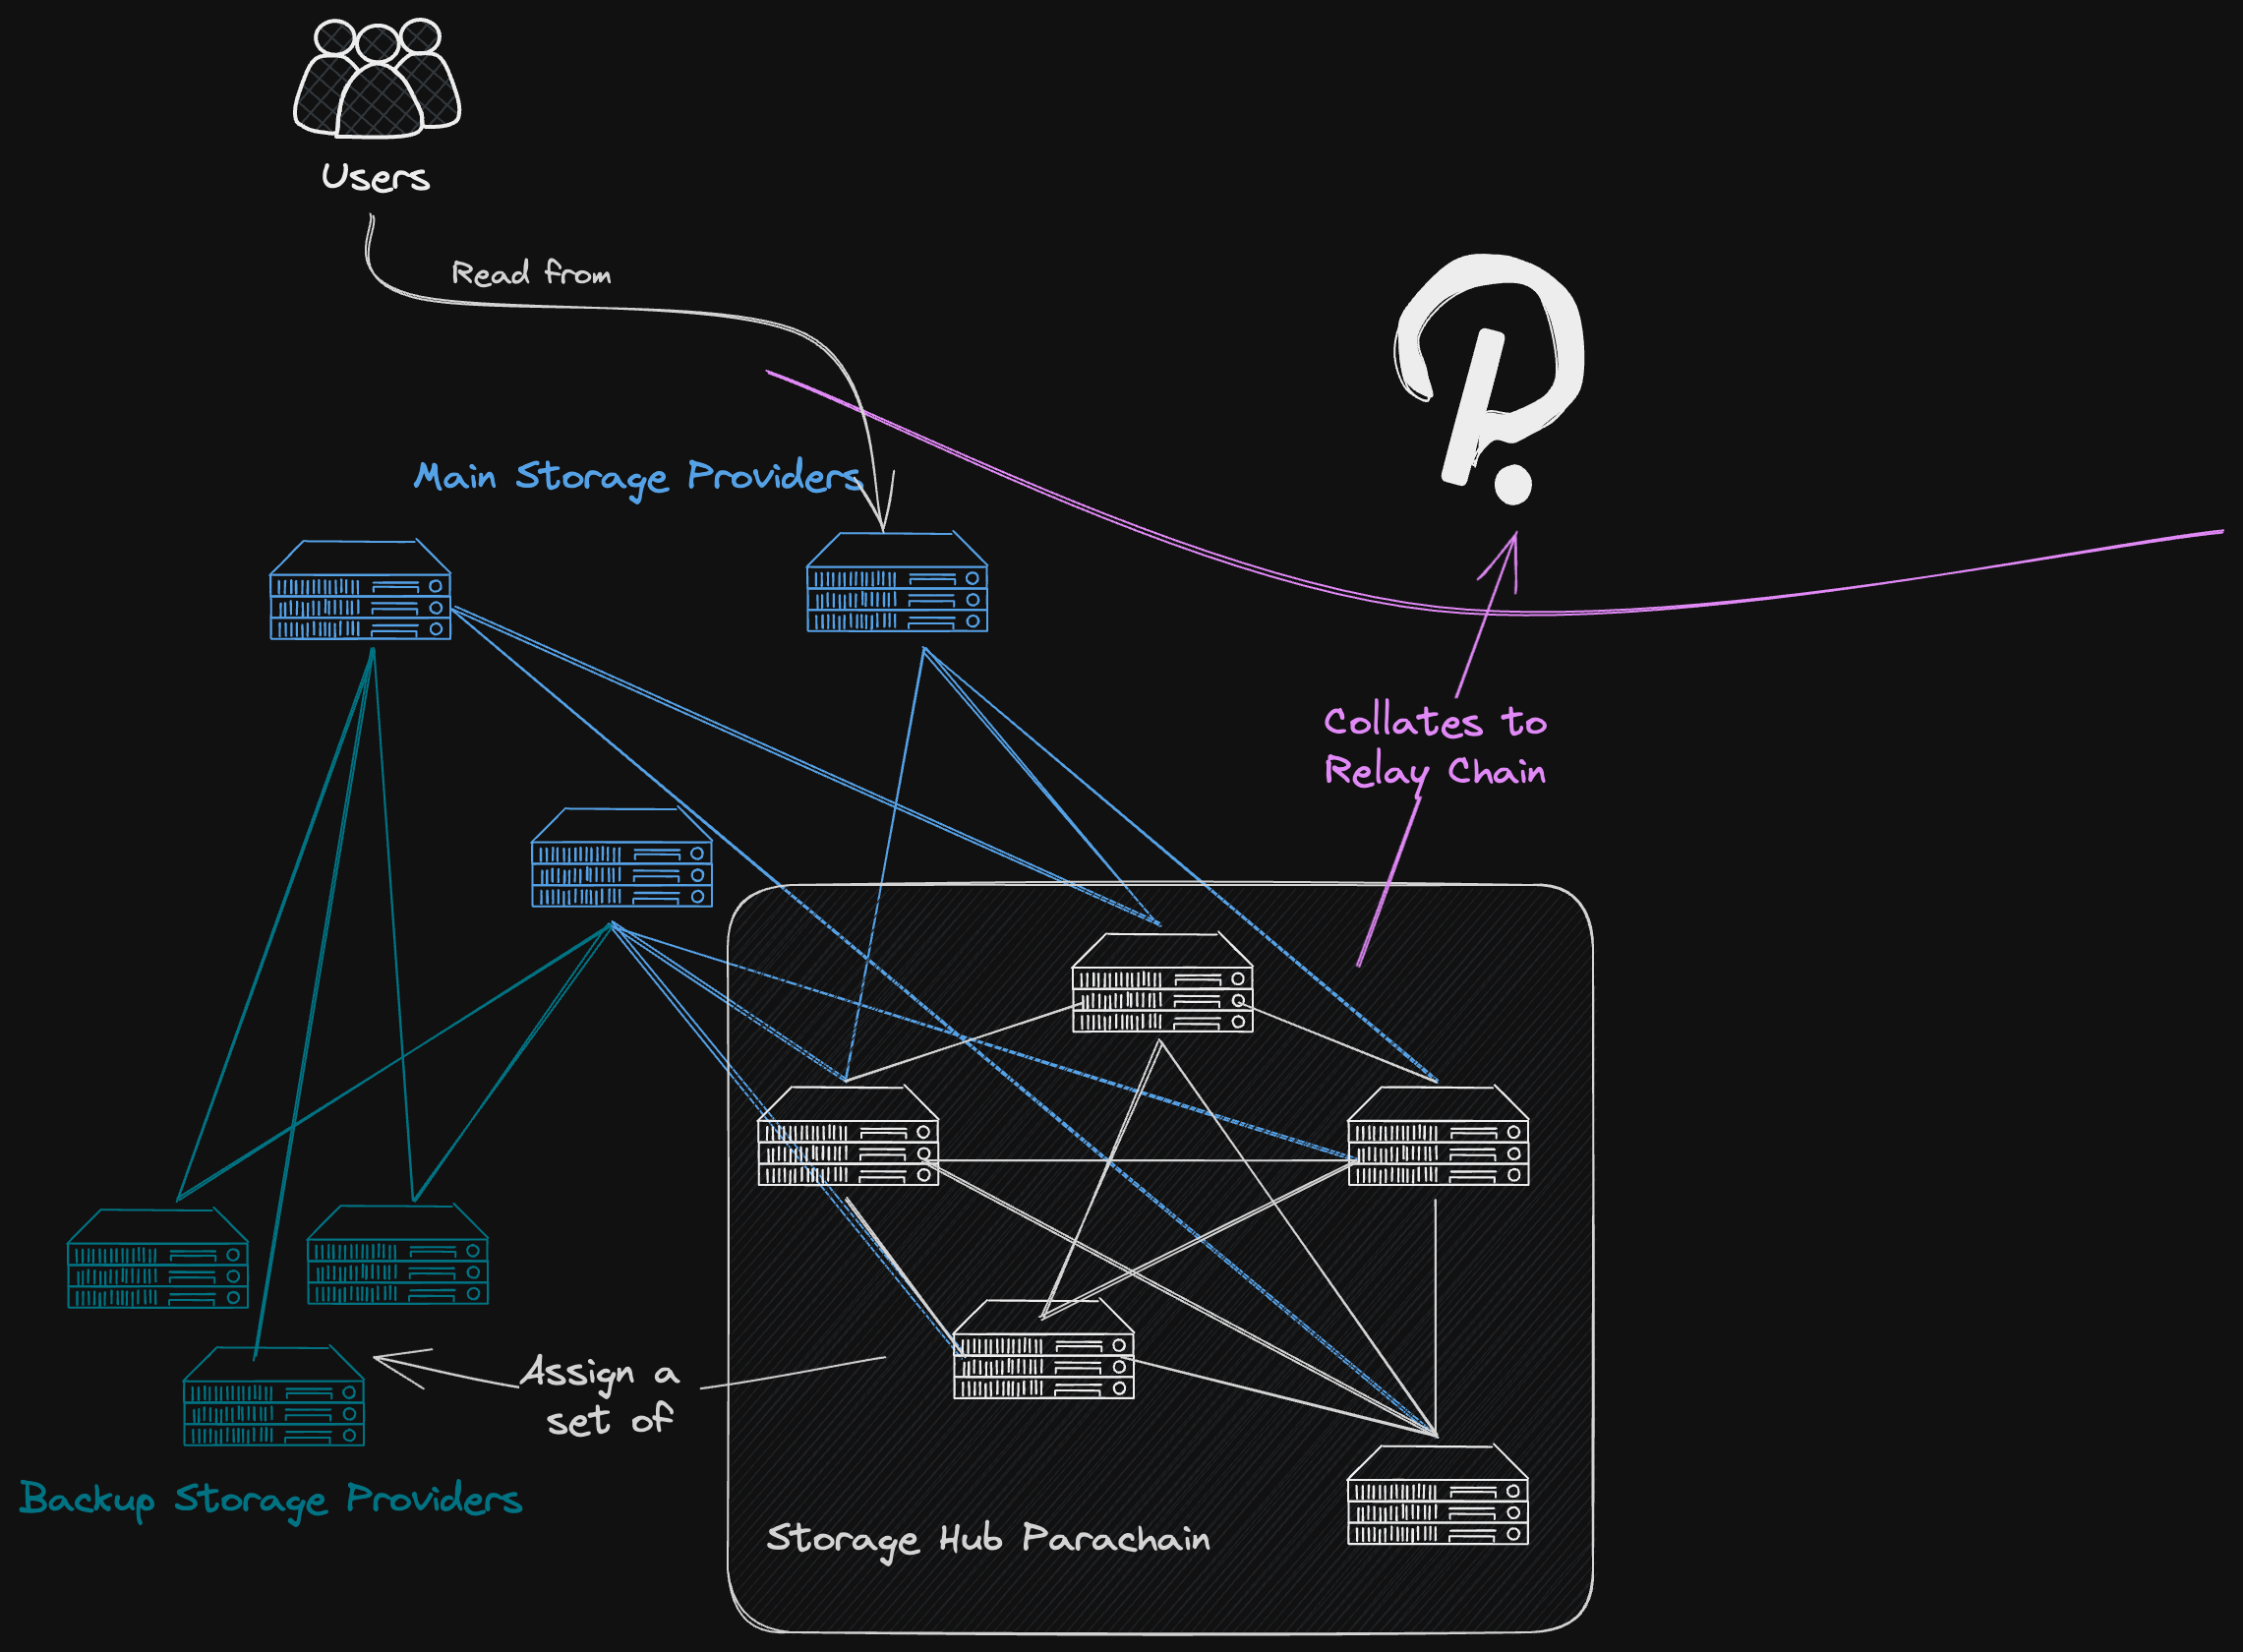 Users
Read from
Main Storage Providers
Collates to
Relay Chain
Assign a
set of
Backup Storage Providers
Storage Hub Parachain